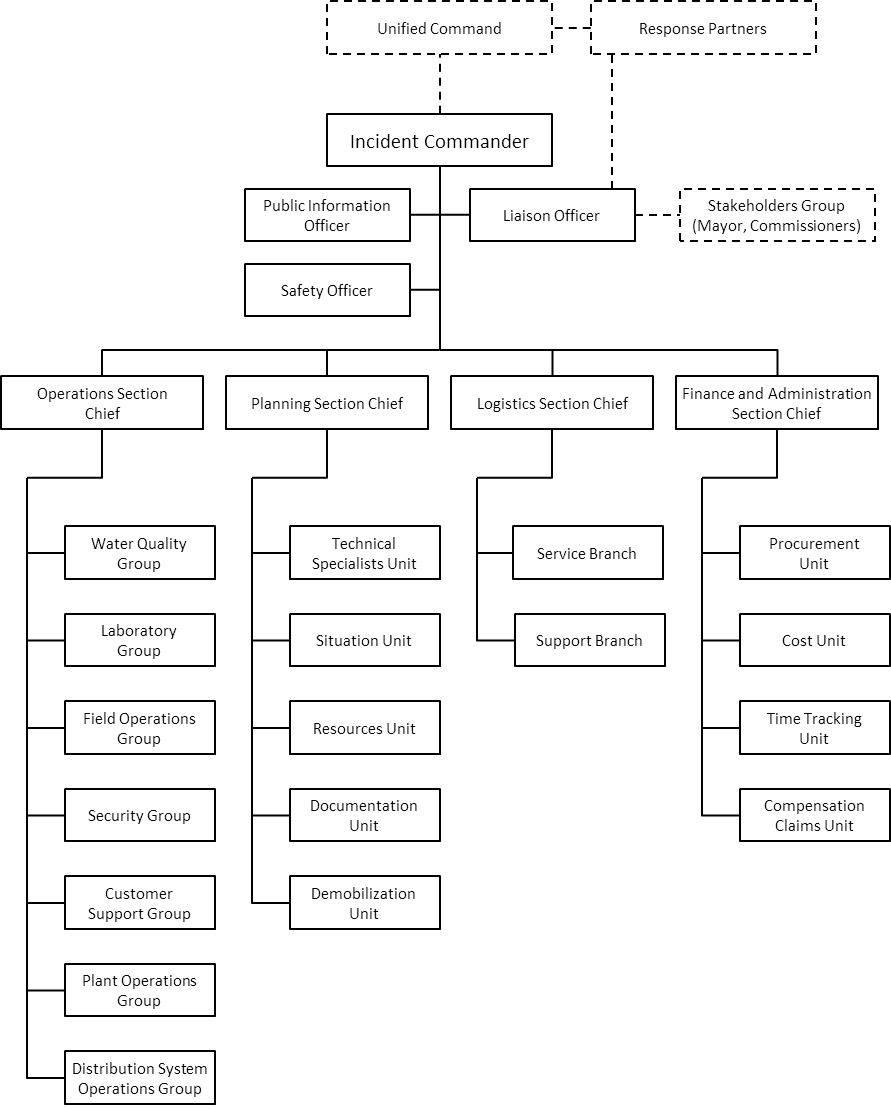 Unified Command
Response Partners
Incident Commander
Public Information
Officer
Liaison Officer
Stakeholders Group
(Mayor, Commissioners)
Safety Officer
Operations Section
Chief
Planning Section Chief
Logistics Section Chief
Finance and Administration
Section Chief
Water Quality
Group
Laboratory
Group
Field Operations
Group
Security Group
Customer
Support Group
Plant Operations
Group
Distribution System
Operations Group
Technical
Specialists Unit
Situation Unit
Resources Unit
Documentation
Unit
Demobilization
Unit
Service Branch
Support Branch
Procurement
Unit
Cost Unit
Time Tracking
Unit
Compensation
Claims Unit